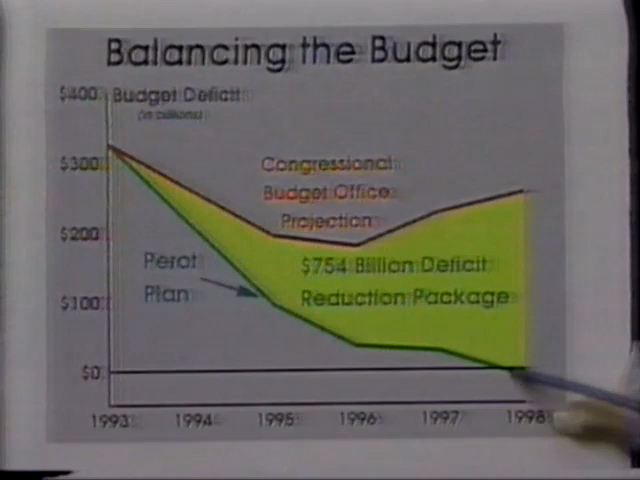 Balancing the Budget
$400
Budget Deficit
(in billions)
$300
Congressional
Budget Office
Projection
$200
Perot
Plan
$754 Billion Deficit
Reduction Package
$100
$0
1993 1994 1995 1996 1997 1998